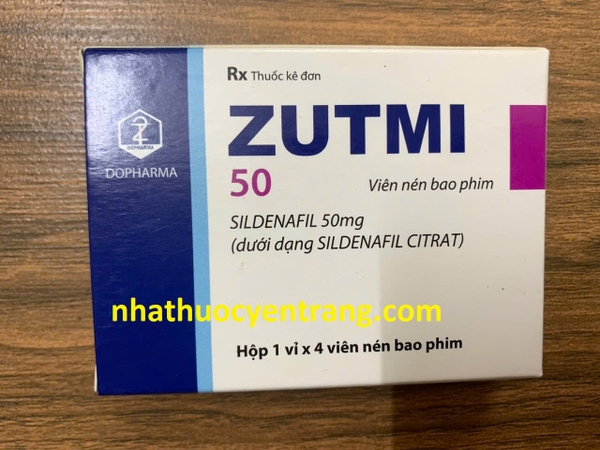 Rx Thuốc kê đơn
ZUTMI
50
Viên nén bao phim
DOPHARMA
DOPHARMA
SILDENAFIL 50mg
(dưới dạng SILDENAFIL CITRAT)
nhathuocyentrang.com
Hộp 1 vỉ x 4 viên nén bao phim